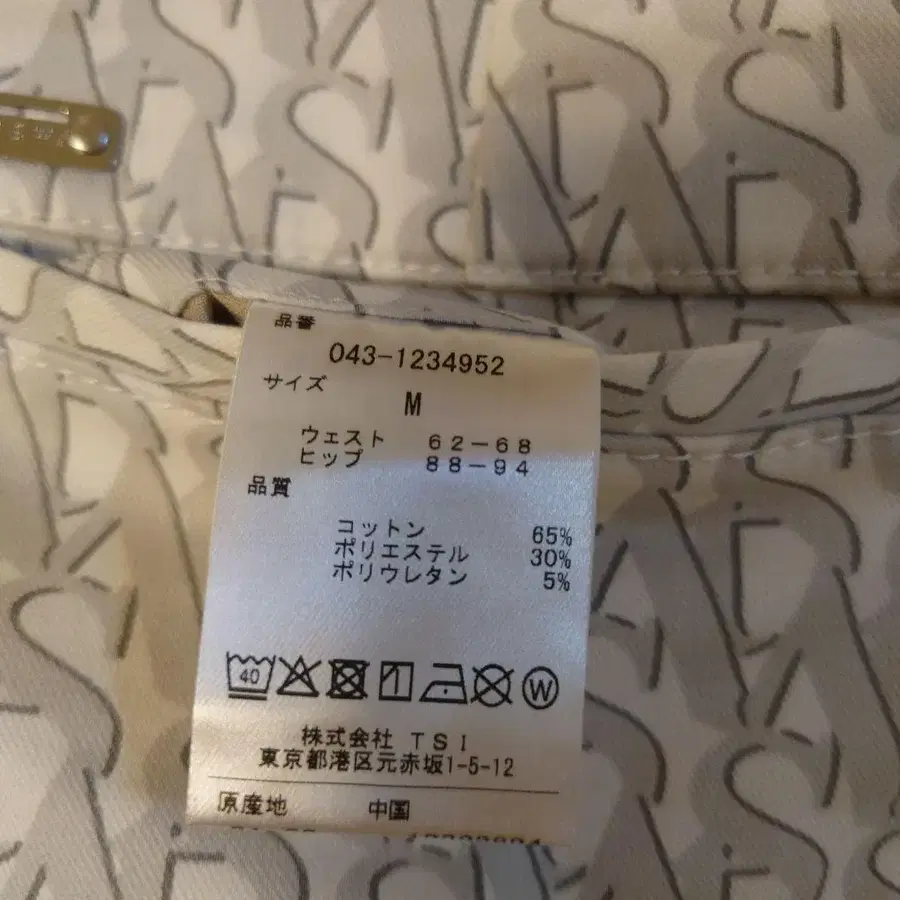 品番
043-1234952
サイズ
M
ウェスト 62-68
ヒップ 88-94
品質
コットン 65%
ポリエステル 30%
ポリウレタン 5%
40
W
株式会社 TSI
東京都港区元赤坂1-5-12
原産地 中国